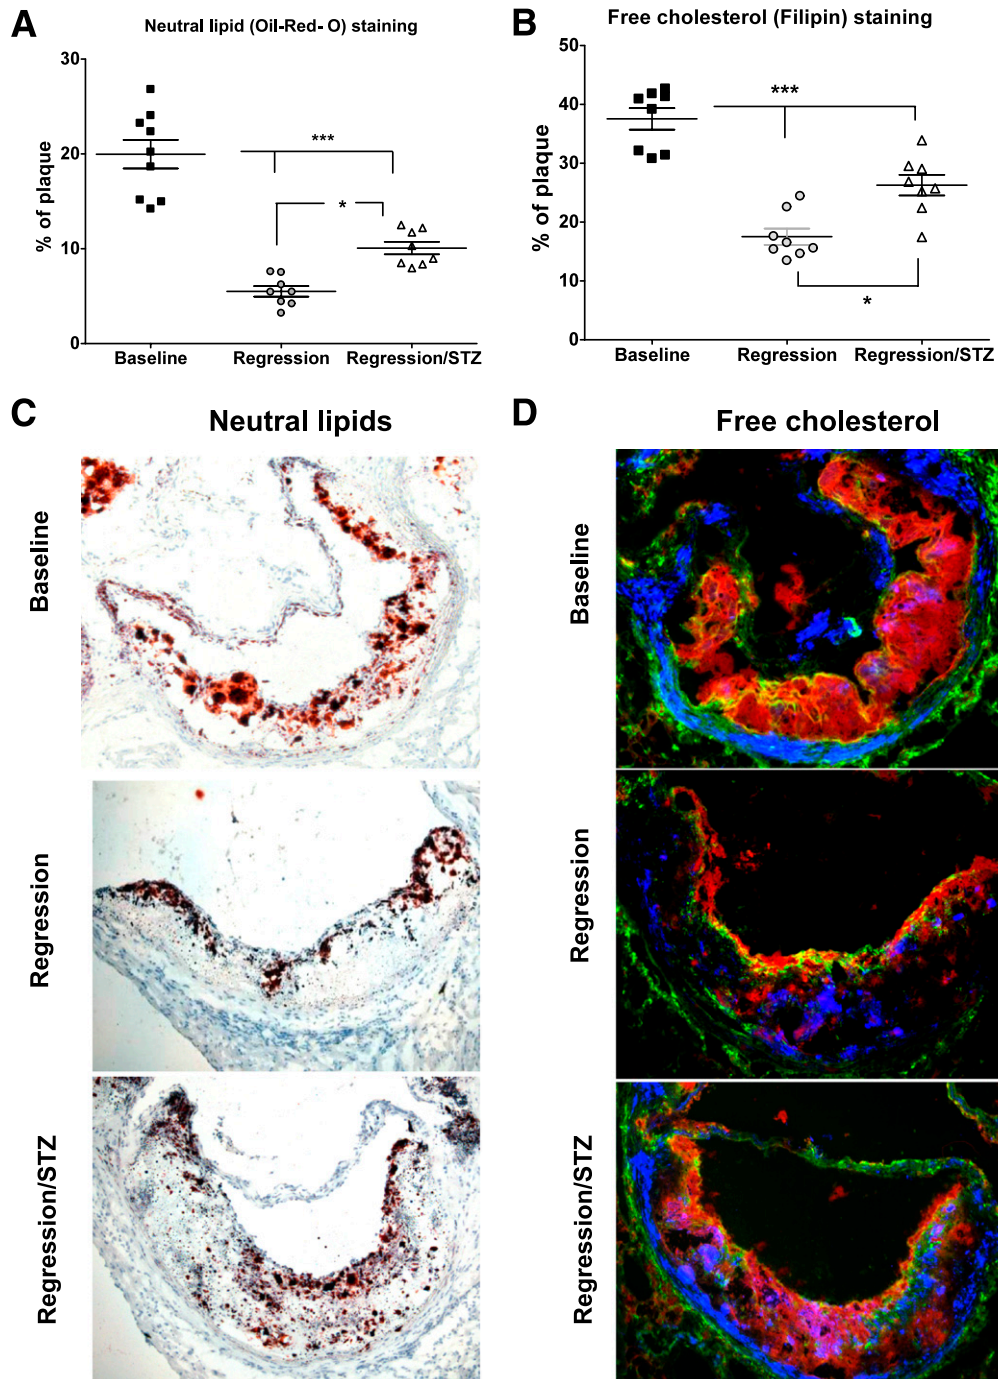 A
Neutral lipid (Oil-Red- O) staining
30
20
10
0
% of plaque
***
*
Baseline
Regression
Regression/STZ
B
Free cholesterol (Filipin) staining
50
40
30
20
10
0
% of plaque
***
*
Baseline
Regression
Regression/STZ
C
Neutral lipids
Baseline
Regression
Regression/STZ
D
Free cholesterol
Baseline
Regression
Regression/STZ